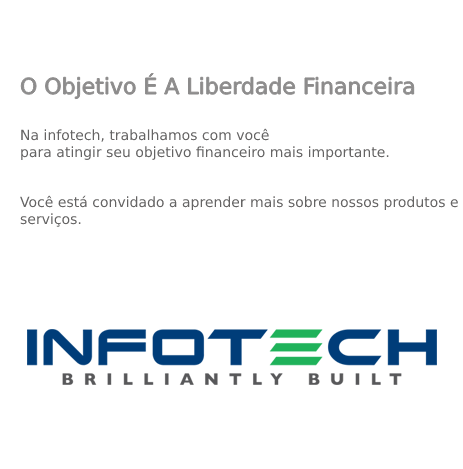 O Objetivo É A Liberdade Financeira
Na infotech, trabalhamos com você
para atingir seu objetivo financeiro mais importante.
Você está convidado a aprender mais sobre nossos produtos e
serviços.
INFOTECH
BRILLIANTLY BUILT